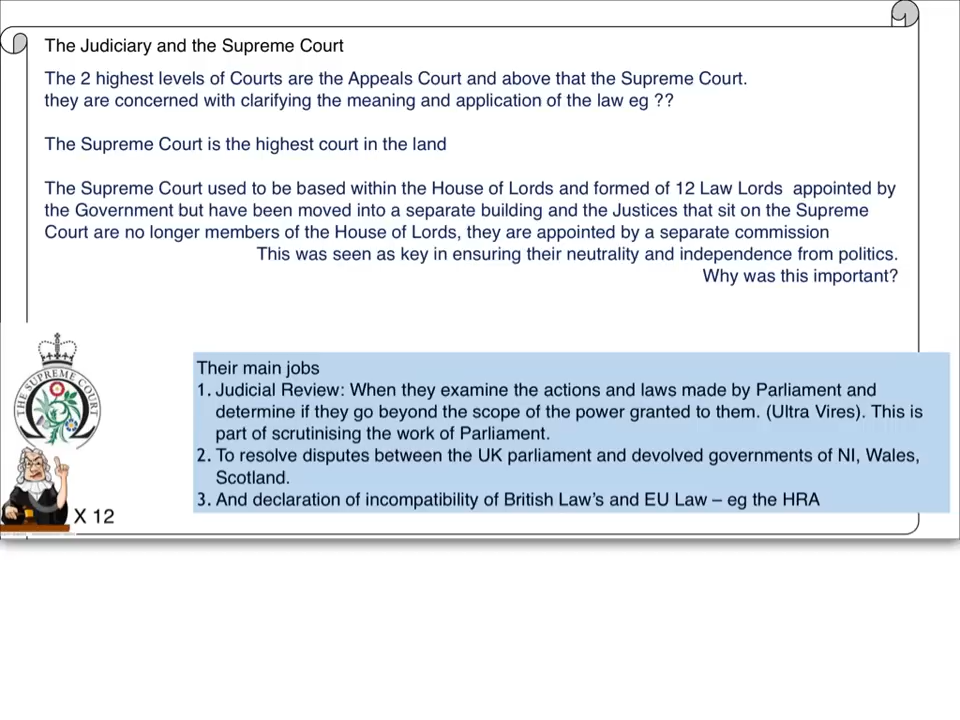 The Judiciary and the Supreme Court
The 2 highest levels of Courts are the Appeals Court and above that the Supreme Court.
they are concerned with clarifying the meaning and application of the law eg ??
The Supreme Court is the highest court in the land
The Supreme Court used to be based within the House of Lords and formed of 12 Law Lords appointed by
the Government but have been moved into a separate building and the Justices that sit on the Supreme
Court are no longer members of the House of Lords, they are appointed by a separate commission
This was seen as key in ensuring their neutrality and independence from politics.
Why was this important?
THE SUPREME COURT
X 12
Their main jobs
1. Judicial Review: When they examine the actions and laws made by Parliament and
determine if they go beyond the scope of the power granted to them. (Ultra Vires). This is
part of scrutinising the work of Parliament.
2. To resolve disputes between the UK parliament and devolved governments of NI, Wales,
Scotland.
3. And declaration of incompatibility of British Law's and EU Law – eg the HRA